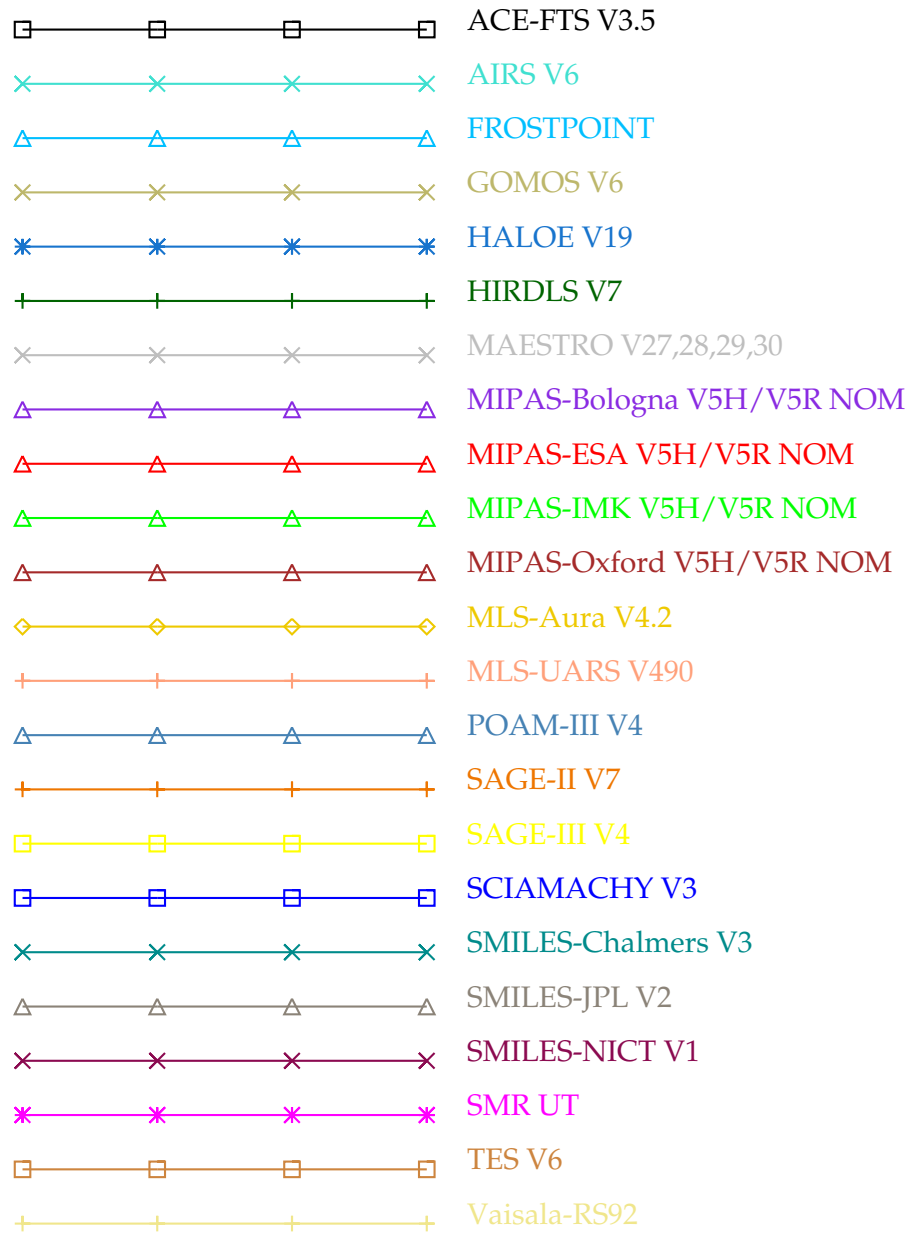 ACE-FTS V3.5
AIRS V6
FROSTPOINT
GOMOS V6
HALOE V19
HIRDLS V7
MAESTRO V27,28,29,30
MIPAS-Bologna V5H/V5R NOM
MIPAS-ESA V5H/V5R NOM
MIPAS-IMK V5H/V5R NOM
MIPAS-Oxford V5H/V5R NOM
MLS-Aura V4.2
MLS-UARS V490
POAM-III V4
SAGE-II V7
SAGE-III V4
SCIAMACHY V3
SMILES-Chalmers V3
SMILES-JPL V2
SMILES-NICT V1
SMR UT
TES V6
Vaisala-RS92